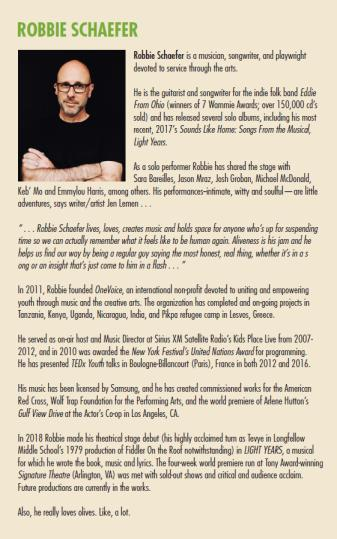 ROBBIE SCHAEFER
Robbie Schaefer is a musician, songwriter, and playwright
devoted to service through the arts.
He is the guitarist and songwriter for the indie folk band Eddie
From Ohio (winners of 7 Wammie Awards; over 150,000 cd's
sold) and has released several solo albums, including his most
recent, 2017's Sounds Like Home: Songs From the Musical,
Light Years.
As a solo performer Robbie has shared the stage with
Sara Bareilles, Jason Mraz, Josh Groban, Michael McDonald,
Keb' Mo and Emmylou Harris, among others. His performances–intimate, witty and soulful — are little
adventures, says writer/artist Jen Lemen . . .
" . . . Robbie Schaefer lives, loves, creates music and holds space for anyone who's up for suspending
time so we can actually remember what it feels like to be human again. Aliveness is his jam and he
helps us find our way by being a regular guy saying the most honest, real thing, whether it's in a s
ong or an insight that's just come to him in a flash . . . "
In 2011, Robbie founded OneVoice, an international non-profit devoted to uniting and empowering
youth through music and the creative arts. The organization has completed and on-going projects in
Tanzania, Kenya, Uganda, Nicaragua, India, and Pikpa refugee camp in Lesvos, Greece.
He served as on-air host and Music Director at Sirius XM Satellite Radio's Kids Place Live from 2007-
2012, and in 2010 was awarded the New York Festival's United Nations Award for programming.
He has presented TEDx Youth talks in Boulogne-Billancourt (Paris), France in both 2012 and 2016.
His music has been licensed by Samsung, and he has created commissioned works for the American
Red Cross, Wolf Trap Foundation for the Performing Arts, and the world premiere of Arlene Hutton's
Gulf View Drive at the Actor's Co-op in Los Angeles, CA.
In 2018 Robbie made his theatrical stage debut (his highly acclaimed turn as Tevye in Longfellow
Middle School's 1979 production of Fiddler On the Roof notwithstanding) in LIGHT YEARS, a musical
for which he wrote the book, music and lyrics. The four-week world premiere run at Tony Award-winning
Signature Theatre (Arlington, VA) was met with sold-out shows and critical and audience acclaim.
Future productions are currently in the works.
Also, he really loves olives. Like, a lot.